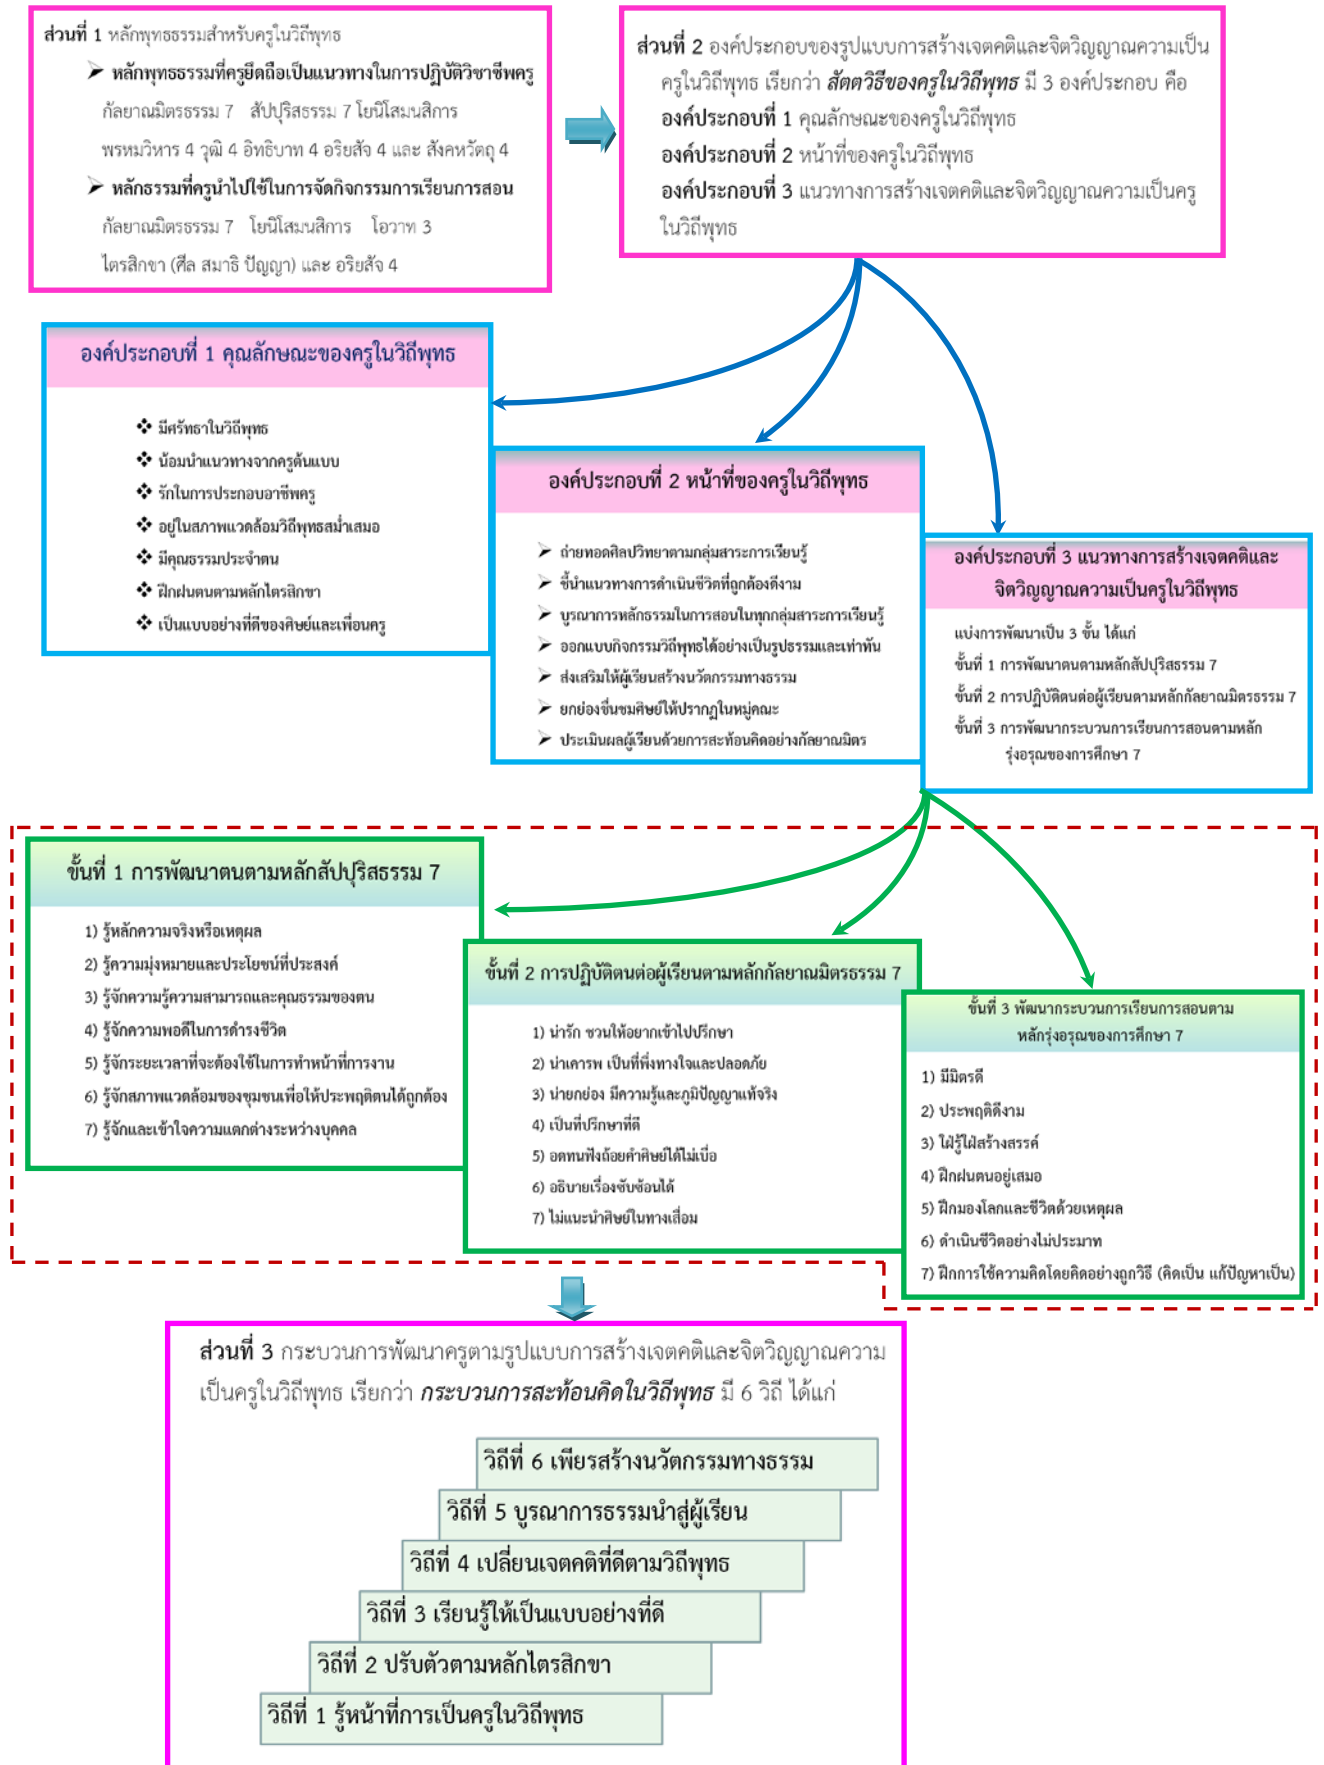 ส่วนที่ 1 หลักพุทธธรรมสำหรับครูในวิถีพุทธ
➢ หลักพุทธธรรมที่ครูยึดถือเป็นแนวทางในการปฏิบัติวิชาชีพครู
กัลยาณมิตรธรรม 7 สัปปุริสธรรม 7 โยนิโสมนสิการ
พรหมวิหาร 4 วุฒิ 4 อิทธิบาท 4 อริยสัจ 4 และ สังคหวัตถุ 4
➢ หลักธรรมที่ครูนำไปใช้ในการจัดกิจกรรมการเรียนการสอน
กัลยาณมิตรธรรม 7 โยนิโสมนสิการ โอวาท 3
ไตรสิกขา (ศีล สมาธิ ปัญญา) และ อริยสัจ 4
ส่วนที่ 2 องค์ประกอบของรูปแบบการสร้างเจตคติและจิตวิญญาณความเป็น
ครูในวิถีพุทธ เรียกว่า สัตตวิธีของครูในวิถีพุทธ มี 3 องค์ประกอบ คือ
องค์ประกอบที่ 1 คุณลักษณะของครูในวิถีพุทธ
องค์ประกอบที่ 2 หน้าที่ของครูในวิถีพุทธ
องค์ประกอบที่ 3 แนวทางการสร้างเจตคติและจิตวิญญาณความเป็นครู
ในวิถีพุทธ
องค์ประกอบที่ 1 คุณลักษณะของครูในวิถีพุทธ
❖ มีศรัทธาในวิถีพุทธ
❖ น้อมนำแนวทางจากครูต้นแบบ
❖ รักในการประกอบอาชีพครู
❖ อยู่ในสภาพแวดล้อมวิถีพุทธสม่ำเสมอ
❖ มีคุณธรรมประจำตน
❖ ฝึกฝนตนตามหลักไตรสิกขา
❖ เป็นแบบอย่างที่ดีของศิษย์และเพื่อนครู
องค์ประกอบที่ 2 หน้าที่ของครูในวิถีพุทธ
➢ ถ่ายทอดศิลปวิทยาตามกลุ่มสาระการเรียนรู้
➢ ชี้นำแนวทางการดำเนินชีวิตที่ถูกต้องดีงาม
➢ บูรณาการหลักธรรมในการสอนในทุกกลุ่มสาระการเรียนรู้
➢ ออกแบบกิจกรรมวิถีพุทธได้อย่างเป็นรูปธรรมและเท่าทัน
➢ ส่งเสริมให้ผู้เรียนสร้างนวัตกรรมทางธรรม
➢ ยกย่องชื่นชมศิษย์ให้ปรากฏในหมู่คณะ
➢ ประเมินผลผู้เรียนด้วยการสะท้อนคิดอย่างกัลยาณมิตร
องค์ประกอบที่ 3 แนวทางการสร้างเจตคติและ
จิตวิญญาณความเป็นครูในวิถีพุทธ
แบ่งการพัฒนาเป็น 3 ขั้น ได้แก่
ขั้นที่ 1 การพัฒนาตนตามหลักสัปปุริสธรรม 7
ขั้นที่ 2 การปฏิบัติตนต่อผู้เรียนตามหลักกัลยาณมิตรธรรม 7
ขั้นที่ 3 การพัฒนากระบวนการเรียนการสอนตามหลัก
รุ่งอรุณของการศึกษา 7
ขั้นที่ 1 การพัฒนาตนตามหลักสัปปุริสธรรม 7
1) รู้หลักความจริงหรือเหตุผล
2) รู้ความมุ่งหมายและประโยชน์ที่ประสงค์
3) รู้จักความรู้ความสามารถและคุณธรรมของตน
4) รู้จักความพอดีในการดำรงชีวิต
5) รู้จักระยะเวลาที่จะต้องใช้ในการทำหน้าที่การงาน
6) รู้จักสภาพแวดล้อมของชุมชนเพื่อให้ประพฤติตนได้ถูกต้อง
7) รู้จักและเข้าใจความแตกต่างระหว่างบุคคล
ขั้นที่ 2 การปฏิบัติตนต่อผู้เรียนตามหลักกัลยาณมิตรธรรม 7
1) น่ารัก ชวนให้อยากเข้าไปปรึกษา
2) น่าเคารพ เป็นที่พึ่งทางใจและปลอดภัย
3) น่ายกย่อง มีความรู้และภูมิปัญญาแท้จริง
4) เป็นที่ปรึกษาที่ดี
5) อดทนฟังถ้อยคำศิษย์ได้ไม่เบื่อ
6) อธิบายเรื่องซับซ้อนได้
7) ไม่แนะนำศิษย์ในทางเสื่อม
ขั้นที่ 3 พัฒนากระบวนการเรียนการสอนตาม
หลักรุ่งอรุณของการศึกษา 7
1) มีมิตรดี
2) ประพฤติดีงาม
3) ใฝ่รู้ใฝ่สร้างสรรค์
4) ฝึกฝนตนอยู่เสมอ
5) ฝึกมองโลกและชีวิตด้วยเหตุผล
6) ดำเนินชีวิตอย่างไม่ประมาท
7) ฝึกการใช้ความคิดโดยคิดอย่างถูกวิธี (คิดเป็น แก้ปัญหาเป็น)
ส่วนที่ 3 กระบวนการพัฒนาครูตามรูปแบบการสร้างเจตคติและจิตวิญญาณความ
เป็นครูในวิถีพุทธ เรียกว่า กระบวนการสะท้อนคิดในวิถีพุทธ มี 6 วิถี ได้แก่
วิถีที่ 6 เพียรสร้างนวัตกรรมทางธรรม
วิถีที่ 5 บูรณาการธรรมนำสู่ผู้เรียน
วิถีที่ 4 เปลี่ยนเจตคติที่ดีตามวิถีพุทธ
วิถีที่ 3 เรียนรู้ให้เป็นแบบอย่างที่ดี
วิถีที่ 2 ปรับตัวตามหลักไตรสิกขา
วิถีที่ 1 รู้หน้าที่การเป็นครูในวิถีพุทธ